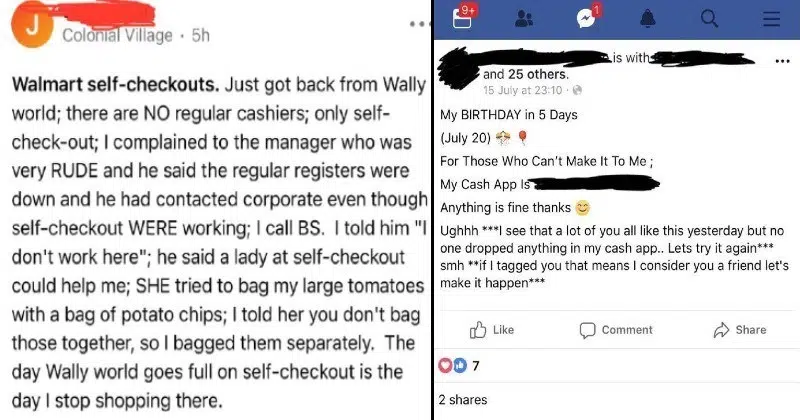 J
Colonial Village · 5h
Walmart self-checkouts. Just got back from Wally
world; there are NO regular cashiers; only self-
check-out; I complained to the manager who was
very RUDE and he said the regular registers were
down and he had contacted corporate even though
self-checkout WERE working; I call BS. I told him "I
don't work here"; he said a lady at self-checkout
could help me; SHE tried to bag my large tomatoes
with a bag of potato chips; I told her you don't bag
those together, so I bagged them separately. The
day Wally world goes full on self-checkout is the
day I stop shopping there.
9+
1
is with
and 25 others.
15 July at 23:10 ·
My BIRTHDAY in 5 Days
(July 20) 🎊 🎈
For Those Who Can't Make It To Me ;
My Cash App Is
Anything is fine thanks 😊
Ughhh ***I see that a lot of you all like this yesterday but no
one dropped anything in my cash app.. Lets try it again***
smh **if I tagged you that means I consider you a friend let's
make it happen***
Like Comment Share
7
2 shares